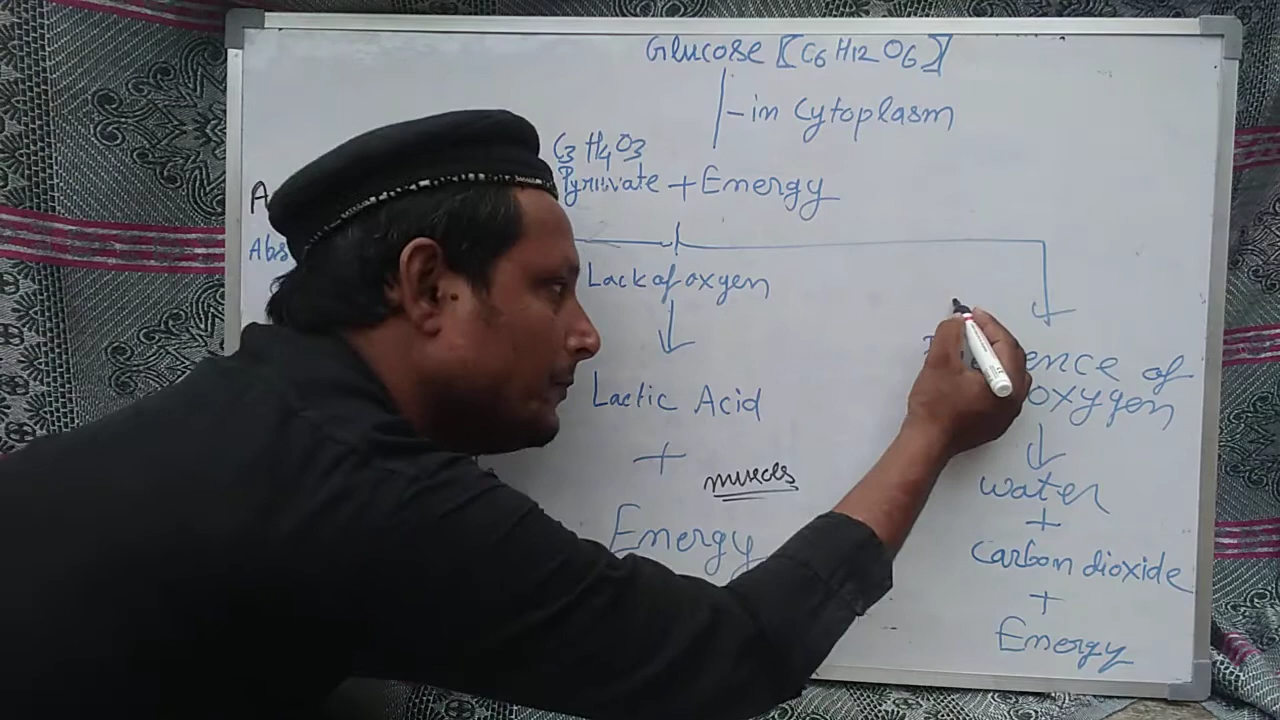 Glucose [C6 H12 O6]
- in Cytoplasm
C3 H4 O3
Pyruvate + Energy
A
Abs
Lack of oxygen
Lactic Acid
+
muscles
Energy
ence of
oxygen
water
+
Carbon dioxide
+
Energy